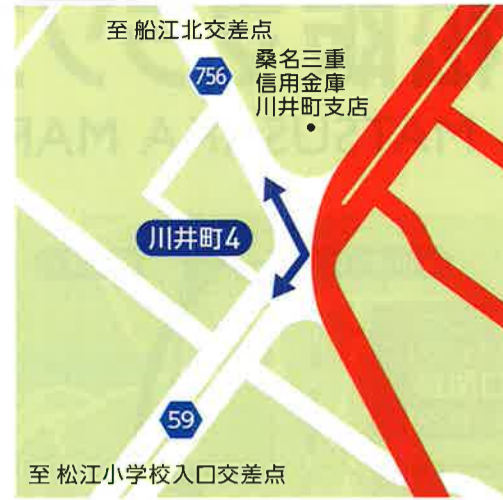 至 船江北交差点
756
桑名三重
信用金庫
川井町支店
川井町4
59
至 松江小学校入口交差点